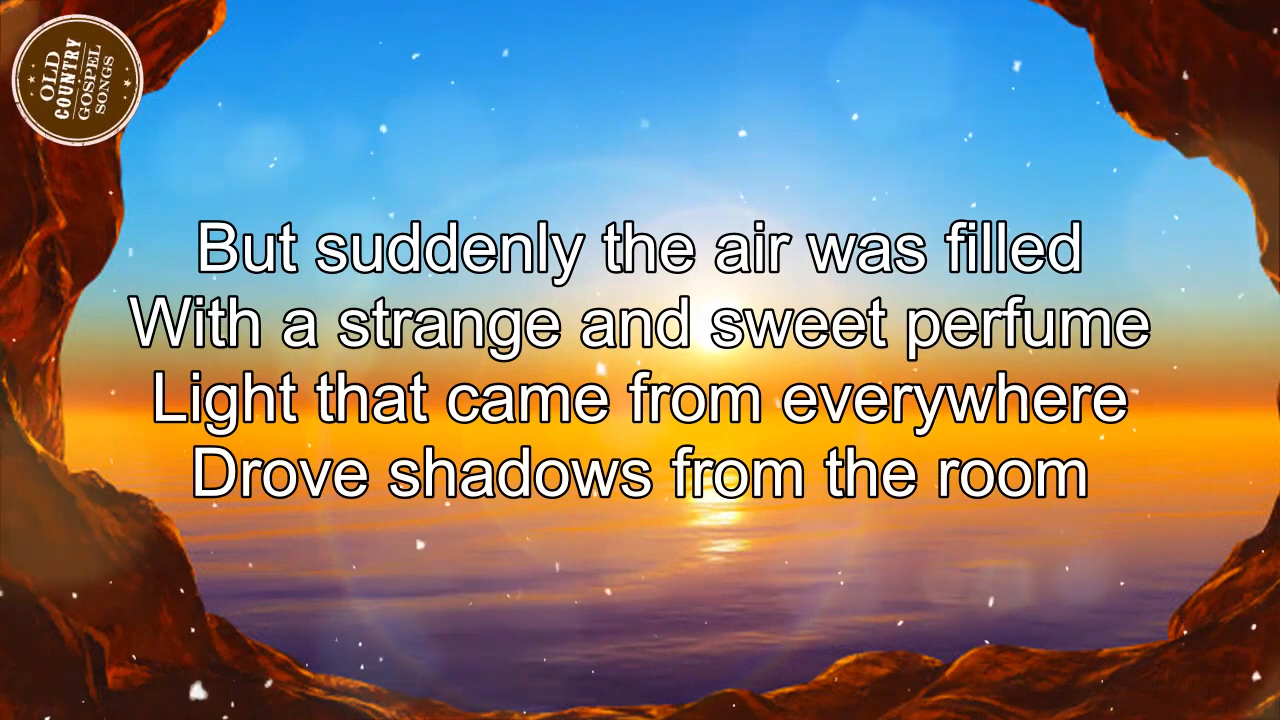 OLD
COUNTRY
GOSPEL
SONGS
But suddenly the air was filled
With a strange and sweet perfume
Light that came from everywhere
Drove shadows from the room